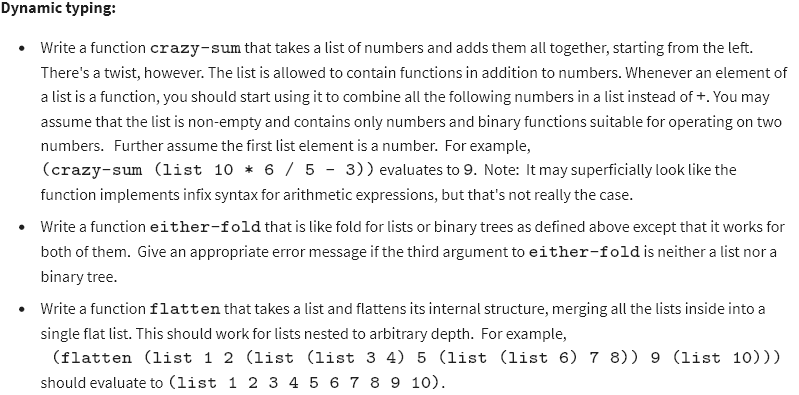 Dynamic typing:
• Write a function crazy-sum that takes a list of numbers and adds them all together, starting from the left.
There's a twist, however. The list is allowed to contain functions in addition to numbers. Whenever an element of
a list is a function, you should start using it to combine all the following numbers in a list instead of +. You may
assume that the list is non-empty and contains only numbers and binary functions suitable for operating on two
numbers. Further assume the first list element is a number. For example,
(crazy-sum (list 10 * 6 / 5 - 3)) evaluates to 9. Note: It may superficially look like the
function implements infix syntax for arithmetic expressions, but that's not really the case.
• Write a function either-fold that is like fold for lists or binary trees as defined above except that it works for
both of them. Give an appropriate error message if the third argument to either-fold is neither a list nor a
binary tree.
• Write a function flatten that takes a list and flattens its internal structure, merging all the lists inside into a
single flat list. This should work for lists nested to arbitrary depth. For example,
(flatten (list 1 2 (list (list 3 4) 5 (list (list 6) 7 8)) 9 (list 10)))
should evaluate to (list 1 2 3 4 5 6 7 8 9 10).